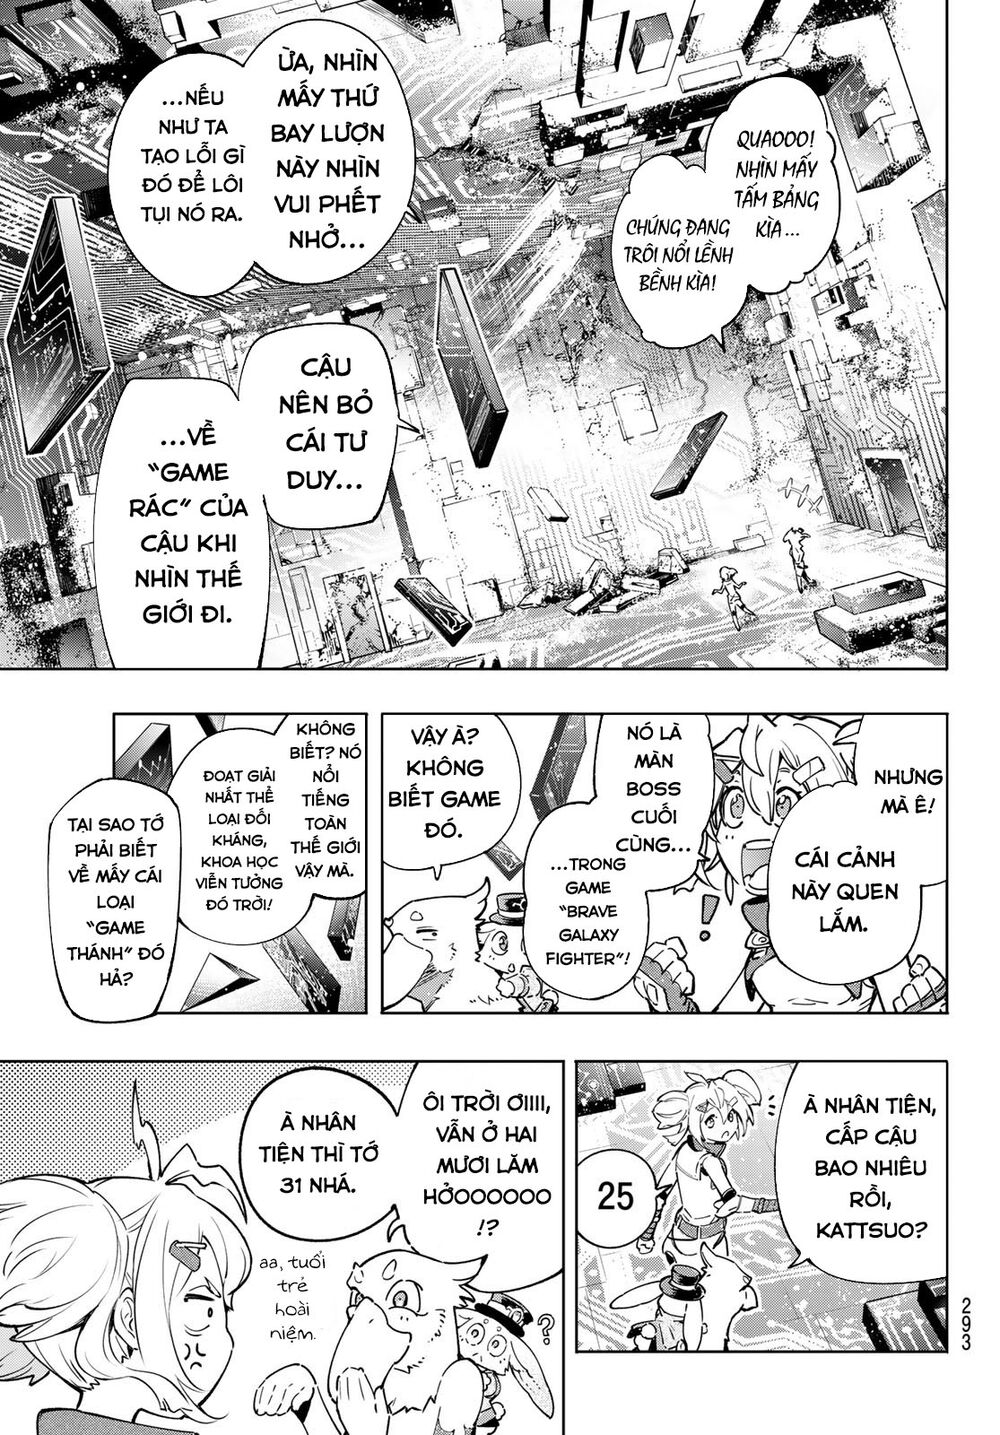 QUAOOO!
NHÌN MẤY
TẤM BẢNG
KÌA...
CHÚNG ĐANG
TRÔI NỔI LỀNH
BỀNH KÌA!
ỪA, NHÌN
MẤY THỨ
BAY LƯỢN
NÀY NHÌN
VUI PHẾT
NHỞ...
...NẾU
NHƯ TA
TẠO LỖI GÌ
ĐÓ ĐỂ LÔI
TỤI NÓ RA.
CẬU
NÊN BỎ
CÁI TƯ
DUY...
...VỀ
“GAME
RÁC” CỦA
CẬU KHI
NHÌN THẾ
GIỚI ĐI.
NHƯNG
MÀ Ê!
CÁI CẢNH
NÀY QUEN
LẮM.
!
NÓ LÀ
MÀN
BOSS
CUỐI
CÙNG...
...TRONG
GAME
“BRAVE
GALAXY
FIGHTER”!
VẬY À?
KHÔNG
BIẾT GAME
ĐÓ.
KHÔNG
BIẾT? NÓ
NỔI
TIẾNG
TOÀN
THẾ GIỚI
VẬY MÀ.
ĐOẠT GIẢI
NHẤT THỂ
LOẠI ĐỐI
KHÁNG,
KHOA HỌC
VIỄN TƯỞNG
ĐÓ TRỜI!
TẠI SAO TỚ
PHẢI BIẾT
VỀ MẤY CÁI
LOẠI
“GAME
THÁNH” ĐÓ
HẢ?
À NHÂN TIỆN,
CẤP CẬU
BAO NHIÊU
RỒI,
KATTSUO?
25
ÔI TRỜI ƠIIII,
VẪN Ở HAI
MƯƠI LĂM
HỞOOOOOO
!?
À NHÂN
TIỆN THÌ TỚ
31 NHÁ.
aa, tuổi
trẻ
hoài
niệm.
?
293